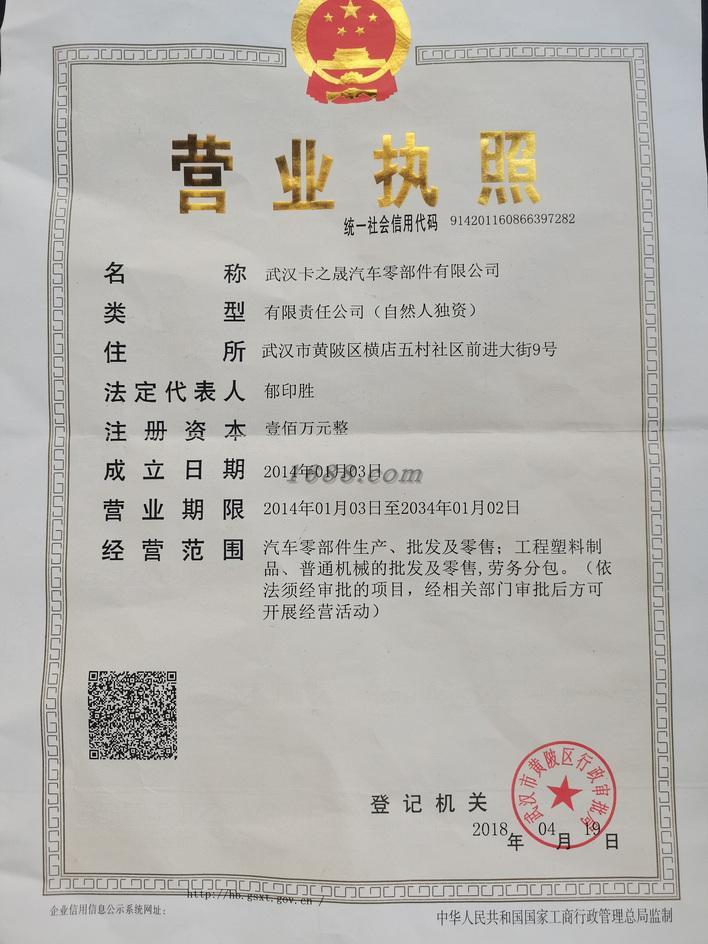 营业执照
统一社会信用代码 914201160866397282
名称 武汉卡之晟汽车零部件有限公司
类型 有限责任公司（自然人独资）
住所 武汉市黄陂区横店五村社区前进大街9号
法定代表人 郁印胜
注册资本 壹佰万元整
成立日期 2014年01月03日
1688.com
营业期限 2014年01月03日至2034年01月02日
经营范围 汽车零部件生产、批发及零售；工程塑料制
品、普通机械的批发及零售,劳务分包。（依
法须经审批的项目，经相关部门审批后方可
开展经营活动）
登记机关
武汉市黄陂区行政审批局
2018年 04月 19日
企业信用信息公示系统网址： http://hb.gsxt.gov.cn/
中华人民共和国国家工商行政管理总局监制